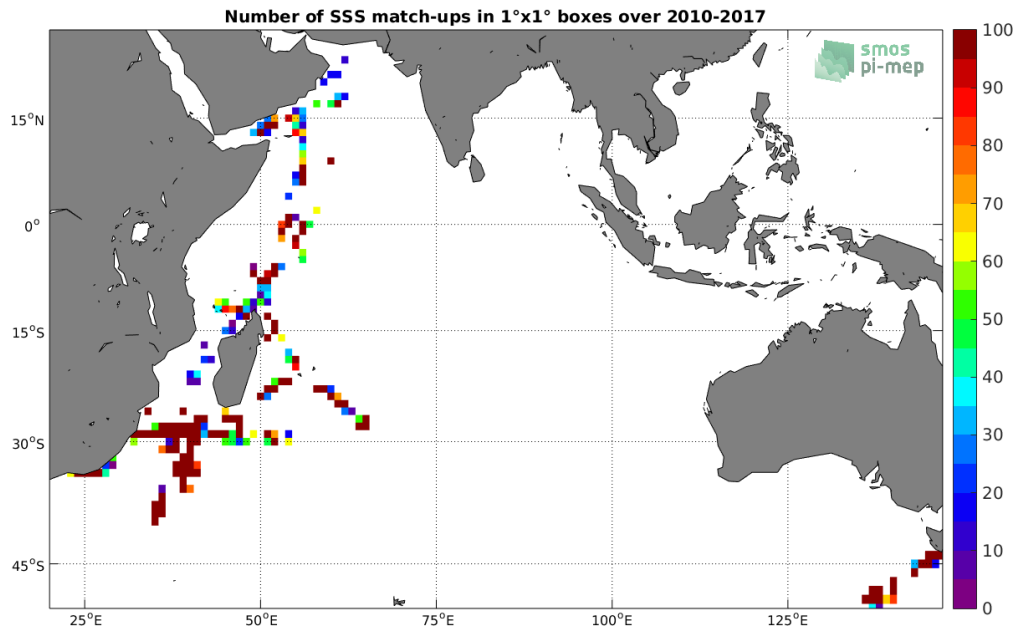 Number of SSS match-ups in 1°x1° boxes over 2010-2017
smos
pi-mep
100
90
80
70
60
50
40
30
20
10
0
15°N
0°
15°S
30°S
45°S
25°E
50°E
75°E
100°E
125°E